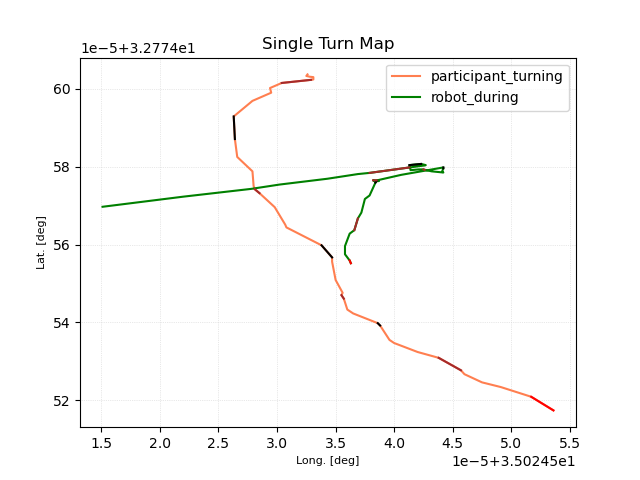 Single Turn Map
1e−5+3.2774e1
participant_turning
robot_during
60
58
56
54
52
Lat. [deg]
1.5
2.0
2.5
3.0
3.5
4.0
4.5
5.0
5.5
Long. [deg]
1e−5+3.50245e1